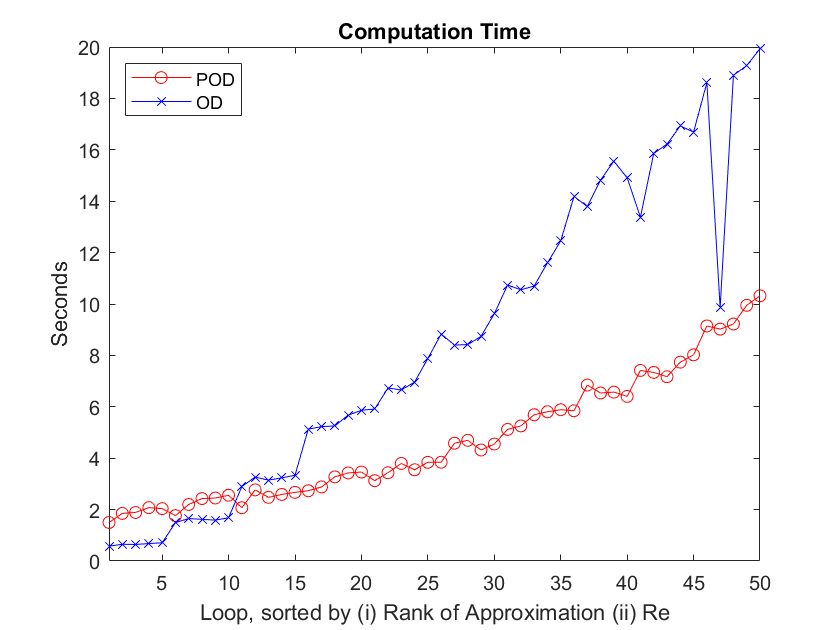 Computation Time
20
18
16
14
12
10
8
6
4
2
0
Seconds
POD
OD
5 10 15 20 25 30 35 40 45 50
Loop, sorted by (i) Rank of Approximation (ii) Re